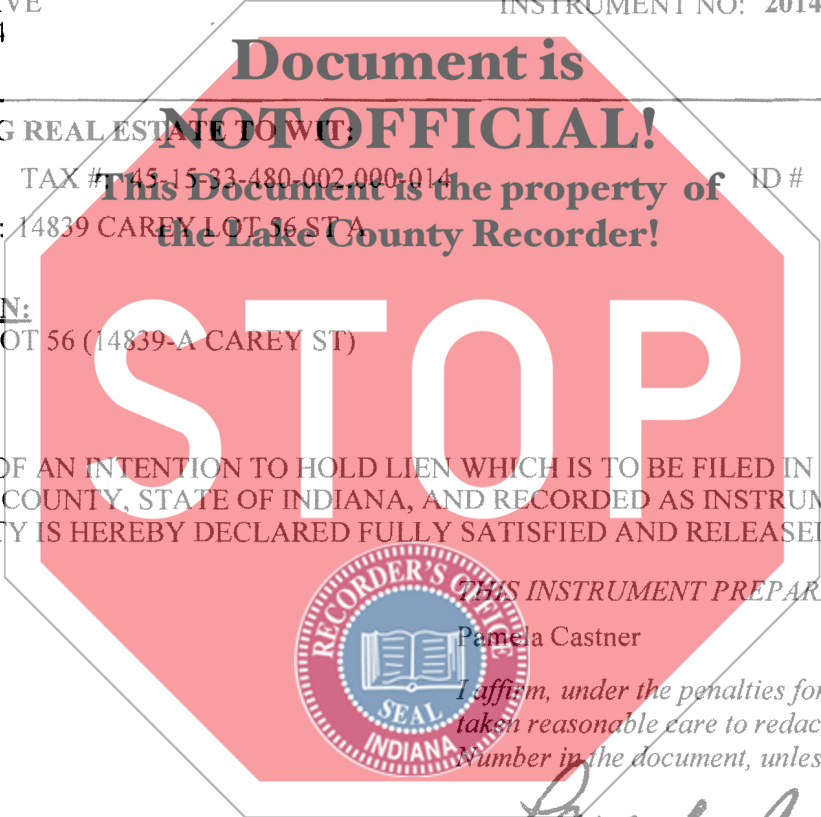 VE INSTRUMENT NO: 2014
4
Document is
NOT OFFICIAL!
G REAL ESTATE TO WIT:
TAX #: 45-15-33-480-002.000-014 ID #
This Document is the property of
: 14839 CAREY LOT 56 ST A
the Lake County Recorder!
N:
OT 56 (14839-A CAREY ST)
STOP
OF AN INTENTION TO HOLD LIEN WHICH IS TO BE FILED IN
COUNTY, STATE OF INDIANA, AND RECORDED AS INSTRUM
TY IS HEREBY DECLARED FULLY SATISFIED AND RELEASED
RECORDER'S OFFICE
SEAL
INDIANA
THIS INSTRUMENT PREPAR
Pamela Castner
I affirm, under the penalties for
taken reasonable care to redac
Number in the document, unles